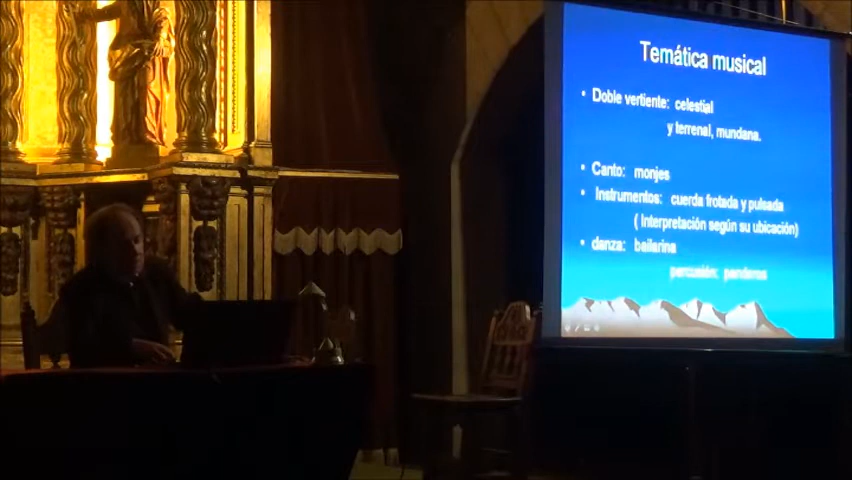 Temática musical
• Doble vertiente: celestial
y terrenal, mundana.
• Canto: monjes
• Instrumentos: cuerda frotada y pulsada
( Interpretación según su ubicación)
• danza: bailarina
percusión: panderos